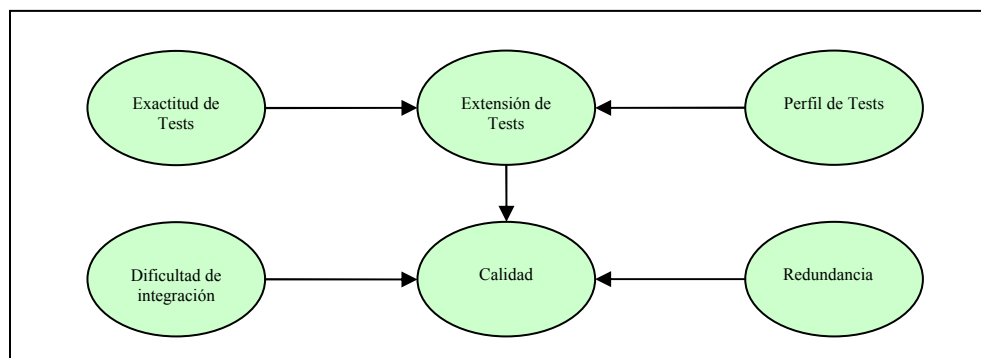 Exactitud de
Tests
Extensión de
Tests
Perfil de Tests
Dificultad de
integración
Calidad
Redundancia